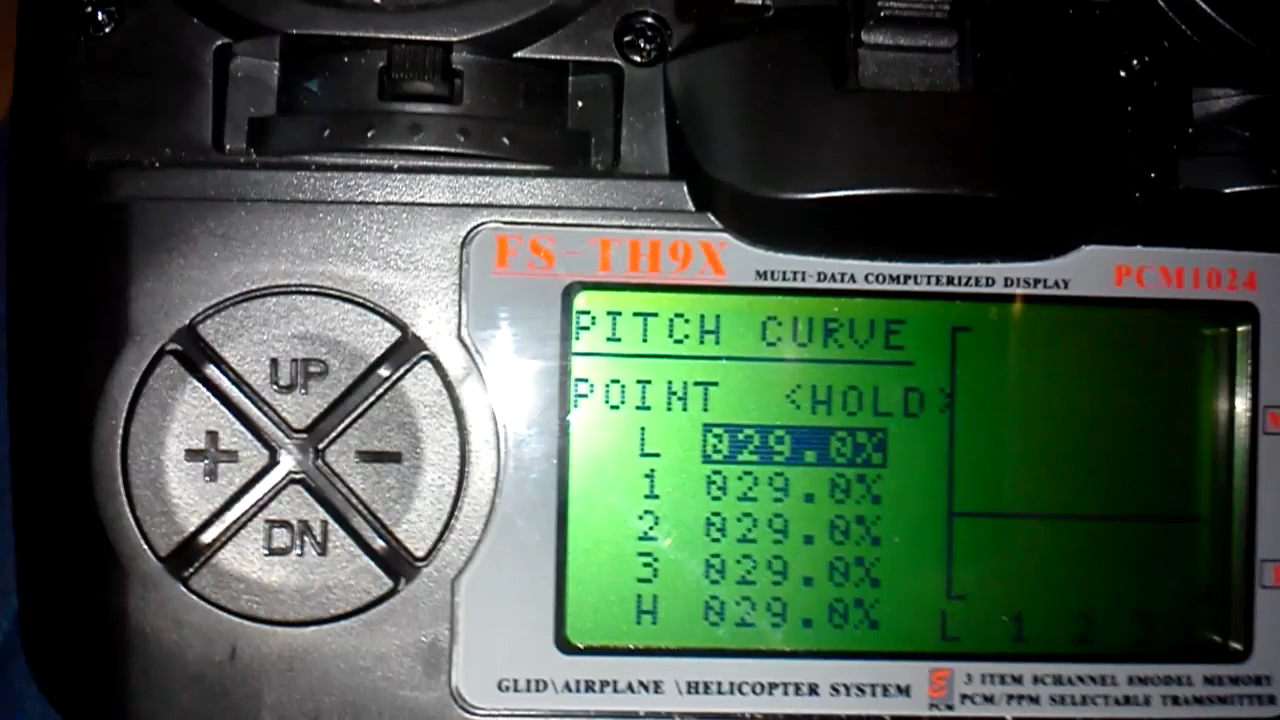 FS-TH9X MULTI-DATA COMPUTERIZED DISPLAY PCM1024
UP
+ -
DN
PITCH CURVE
POINT <HOLD>
L 029.0%
1 029.0%
2 029.0%
3 029.0%
H 029.0%
L 1 2 3
GLID\AIRPLANE \HELICOPTER SYSTEM
PCM
3 ITEM 8CHANNEL 8MODEL MEMORY
PCM/PPM SELECTABLE TRANSMITTER